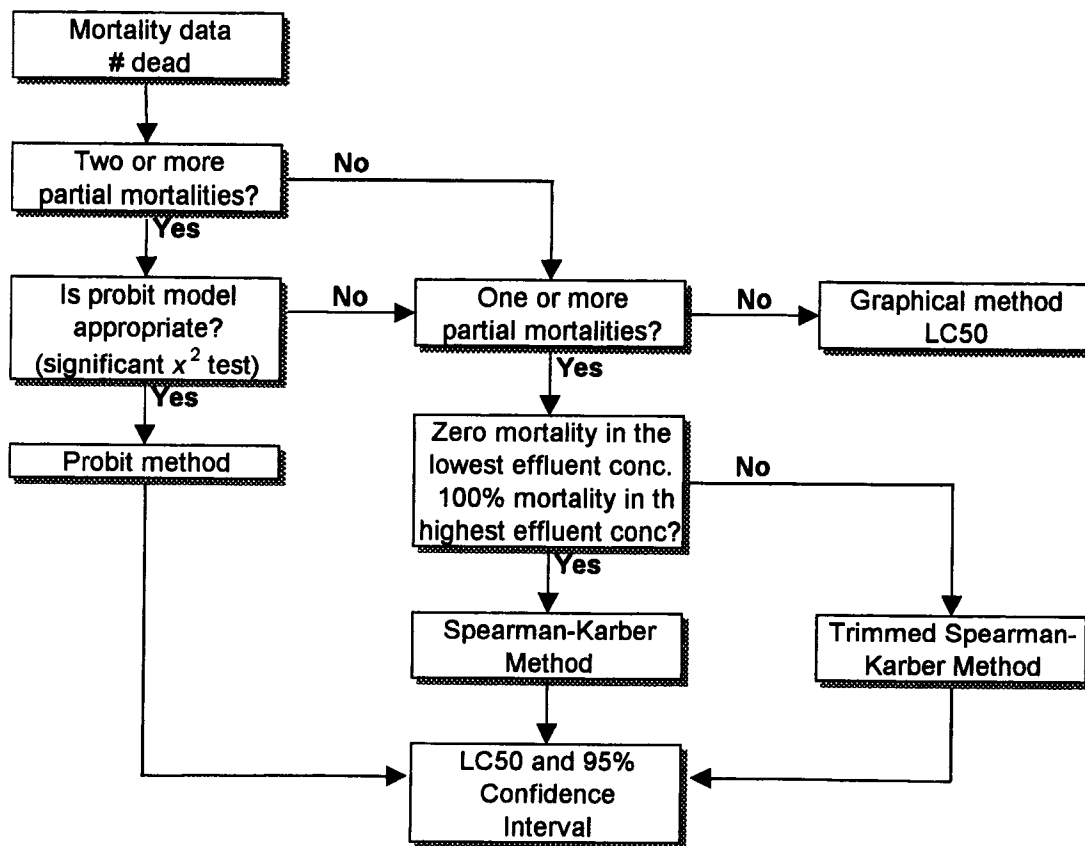 Mortality data
# dead
Two or more
partial mortalities?
No
Yes
Is probit model
appropriate?
(significant x² test)
No
Yes
One or more
partial mortalities?
No
Yes
Graphical method
LC50
Probit method
Zero mortality in the
lowest effluent conc.
100% mortality in th
highest effluent conc?
No
Yes
Spearman-Karber
Method
Trimmed Spearman-
Karber Method
LC50 and 95%
Confidence
Interval